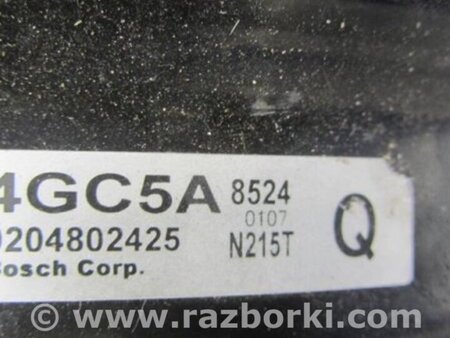 4GC5A 8524
0107
0204802425 N215T Q
Bosch Corp.
© www.razborki.com